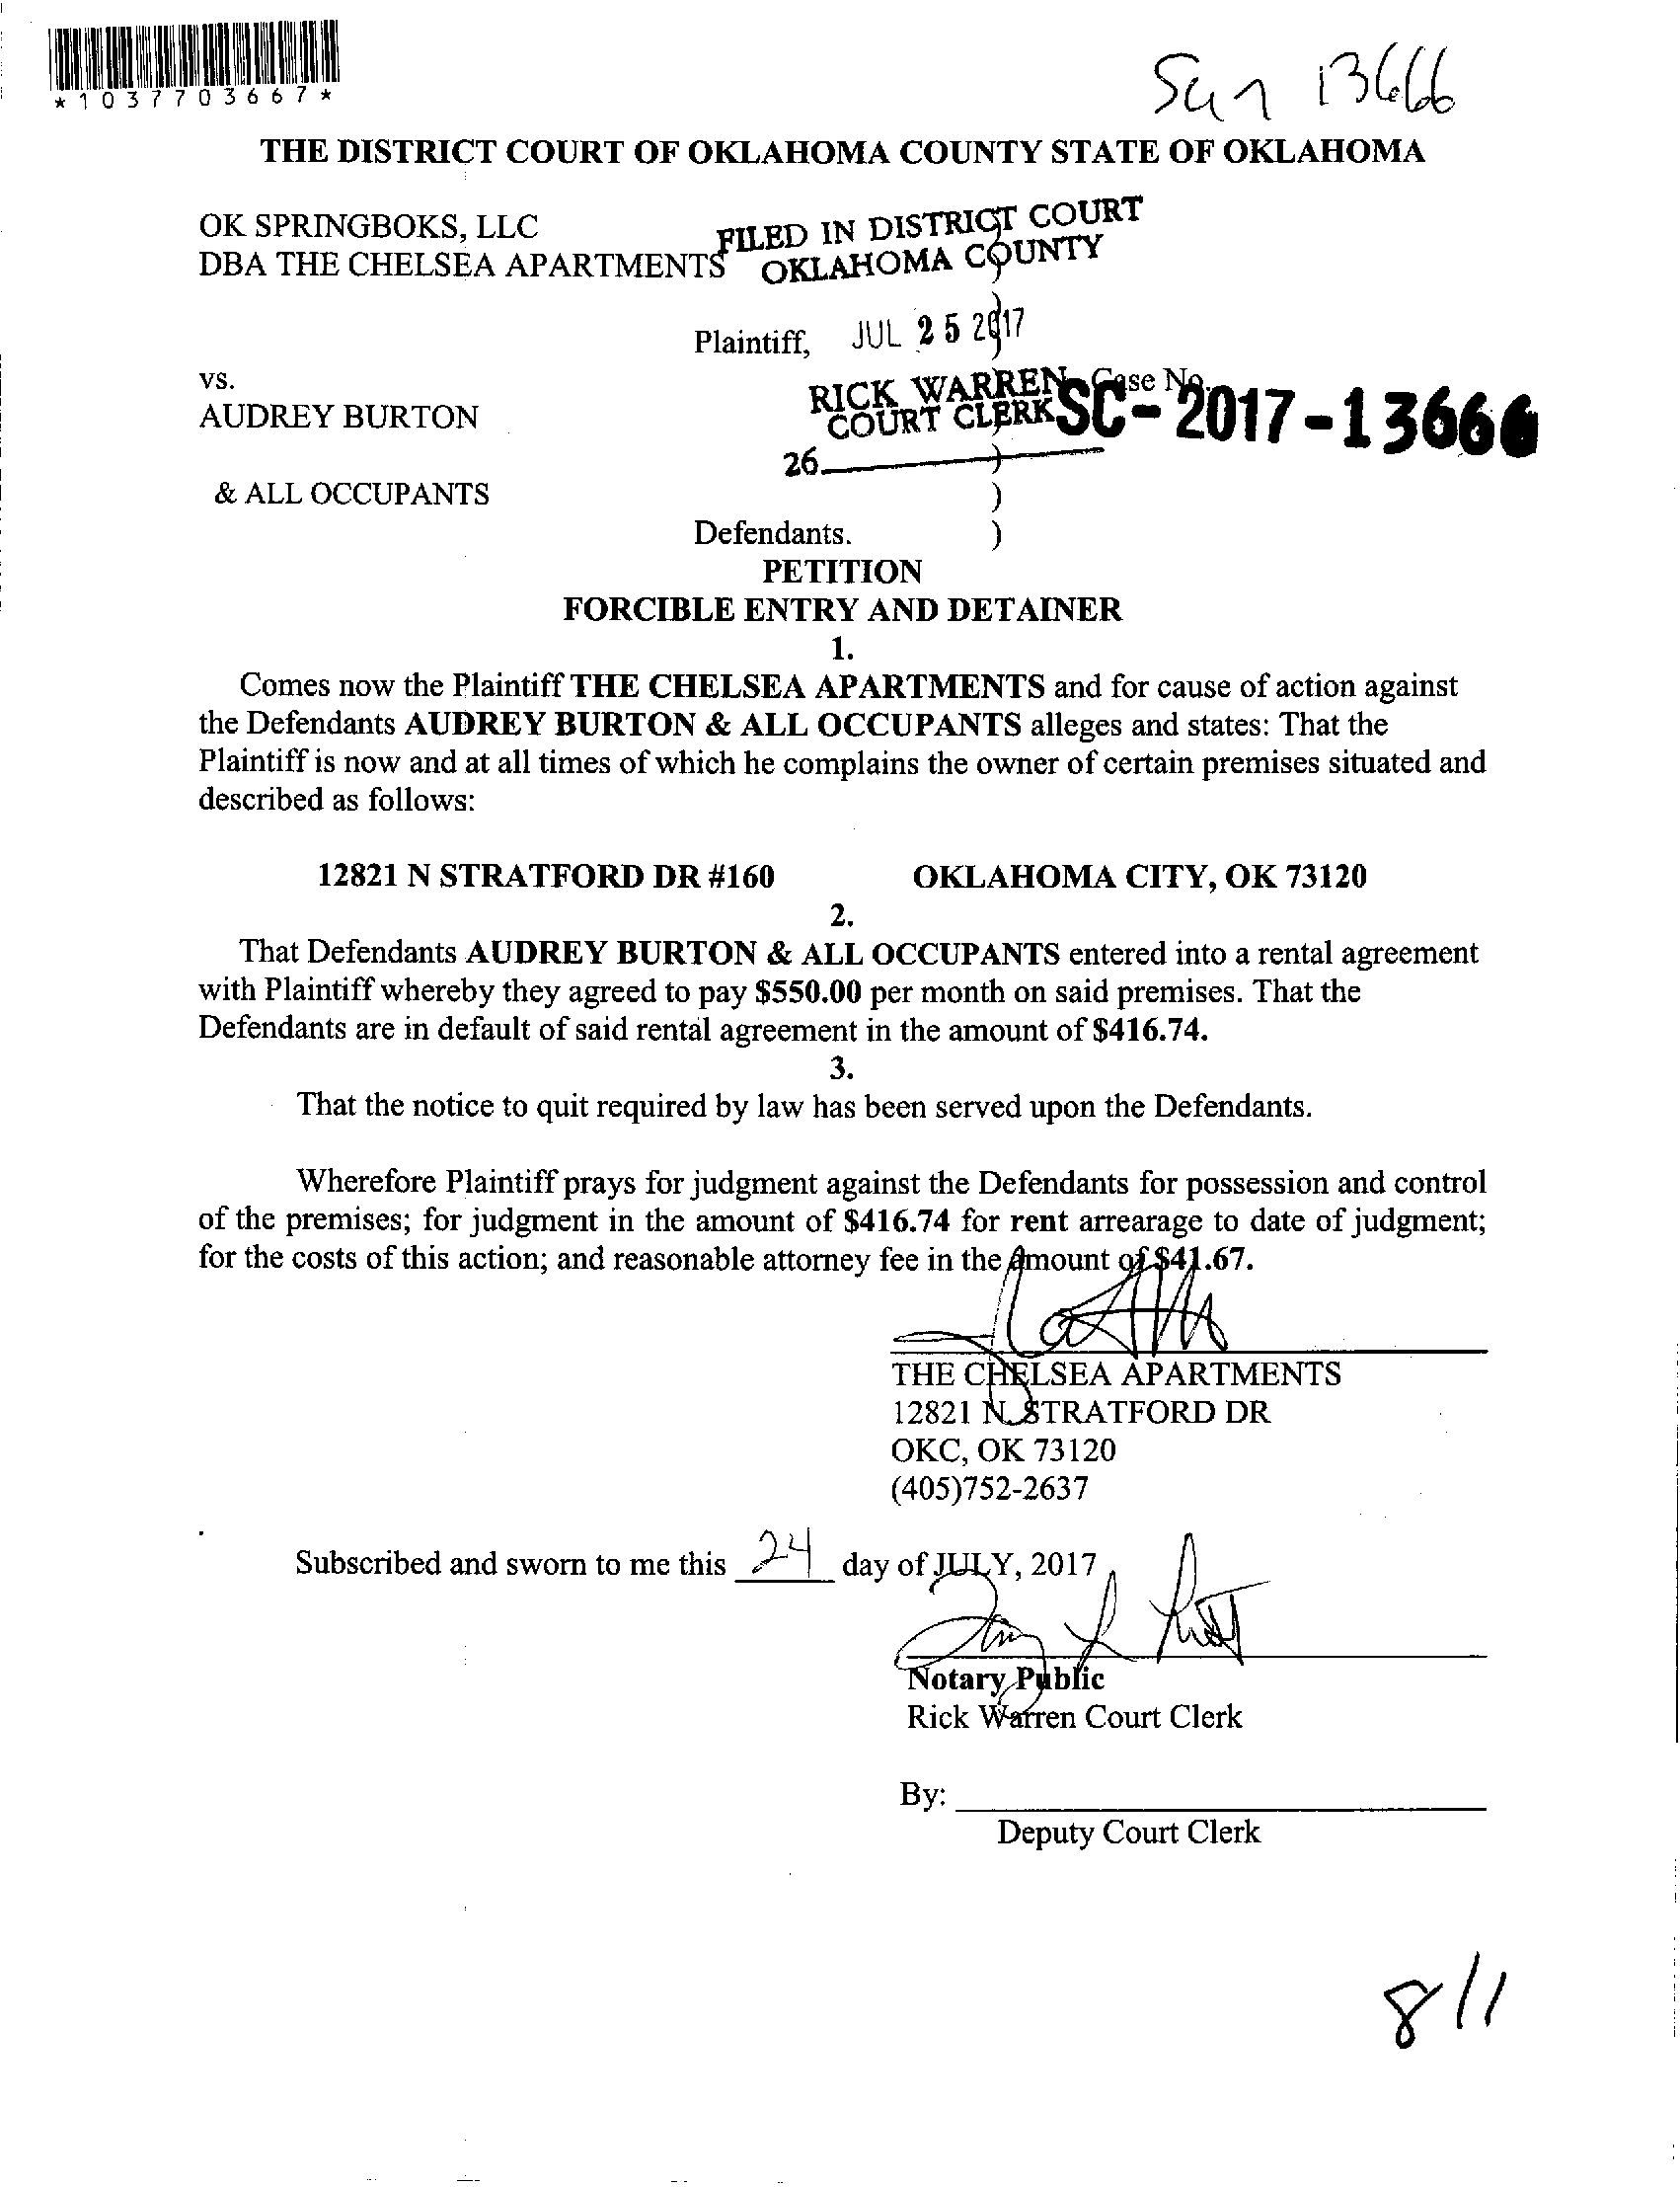 *1037703667*
13666
THE DISTRICT COURT OF OKLAHOMA COUNTY STATE OF OKLAHOMA
OK SPRINGBOKS, LLC
DBA THE CHELSEA APARTMENTS
FILED IN DISTRICT COURT
OKLAHOMA COUNTY
)
)
Plaintiff, JUL 25 2017
)
vs.
RICK WARREN Case No.
COURT CLERK SC-2017-13666
AUDREY BURTON )
26 )
& ALL OCCUPANTS )
Defendants. )
PETITION
FORCIBLE ENTRY AND DETAINER
1.
Comes now the Plaintiff THE CHELSEA APARTMENTS and for cause of action against
the Defendants AUDREY BURTON & ALL OCCUPANTS alleges and states: That the
Plaintiff is now and at all times of which he complains the owner of certain premises situated and
described as follows:
12821 N STRATFORD DR #160 OKLAHOMA CITY, OK 73120
2.
That Defendants AUDREY BURTON & ALL OCCUPANTS entered into a rental agreement
with Plaintiff whereby they agreed to pay $550.00 per month on said premises. That the
Defendants are in default of said rental agreement in the amount of $416.74.
3.
That the notice to quit required by law has been served upon the Defendants.
Wherefore Plaintiff prays for judgment against the Defendants for possession and control
of the premises; for judgment in the amount of $416.74 for rent arrearage to date of judgment;
for the costs of this action; and reasonable attorney fee in the amount of $41.67.
THE CHELSEA APARTMENTS
12821 N STRATFORD DR
OKC, OK 73120
(405)752-2637
Subscribed and sworn to me this 24 day of JULY, 2017
Notary Public
Rick Warren Court Clerk
By:
Deputy Court Clerk
8/1